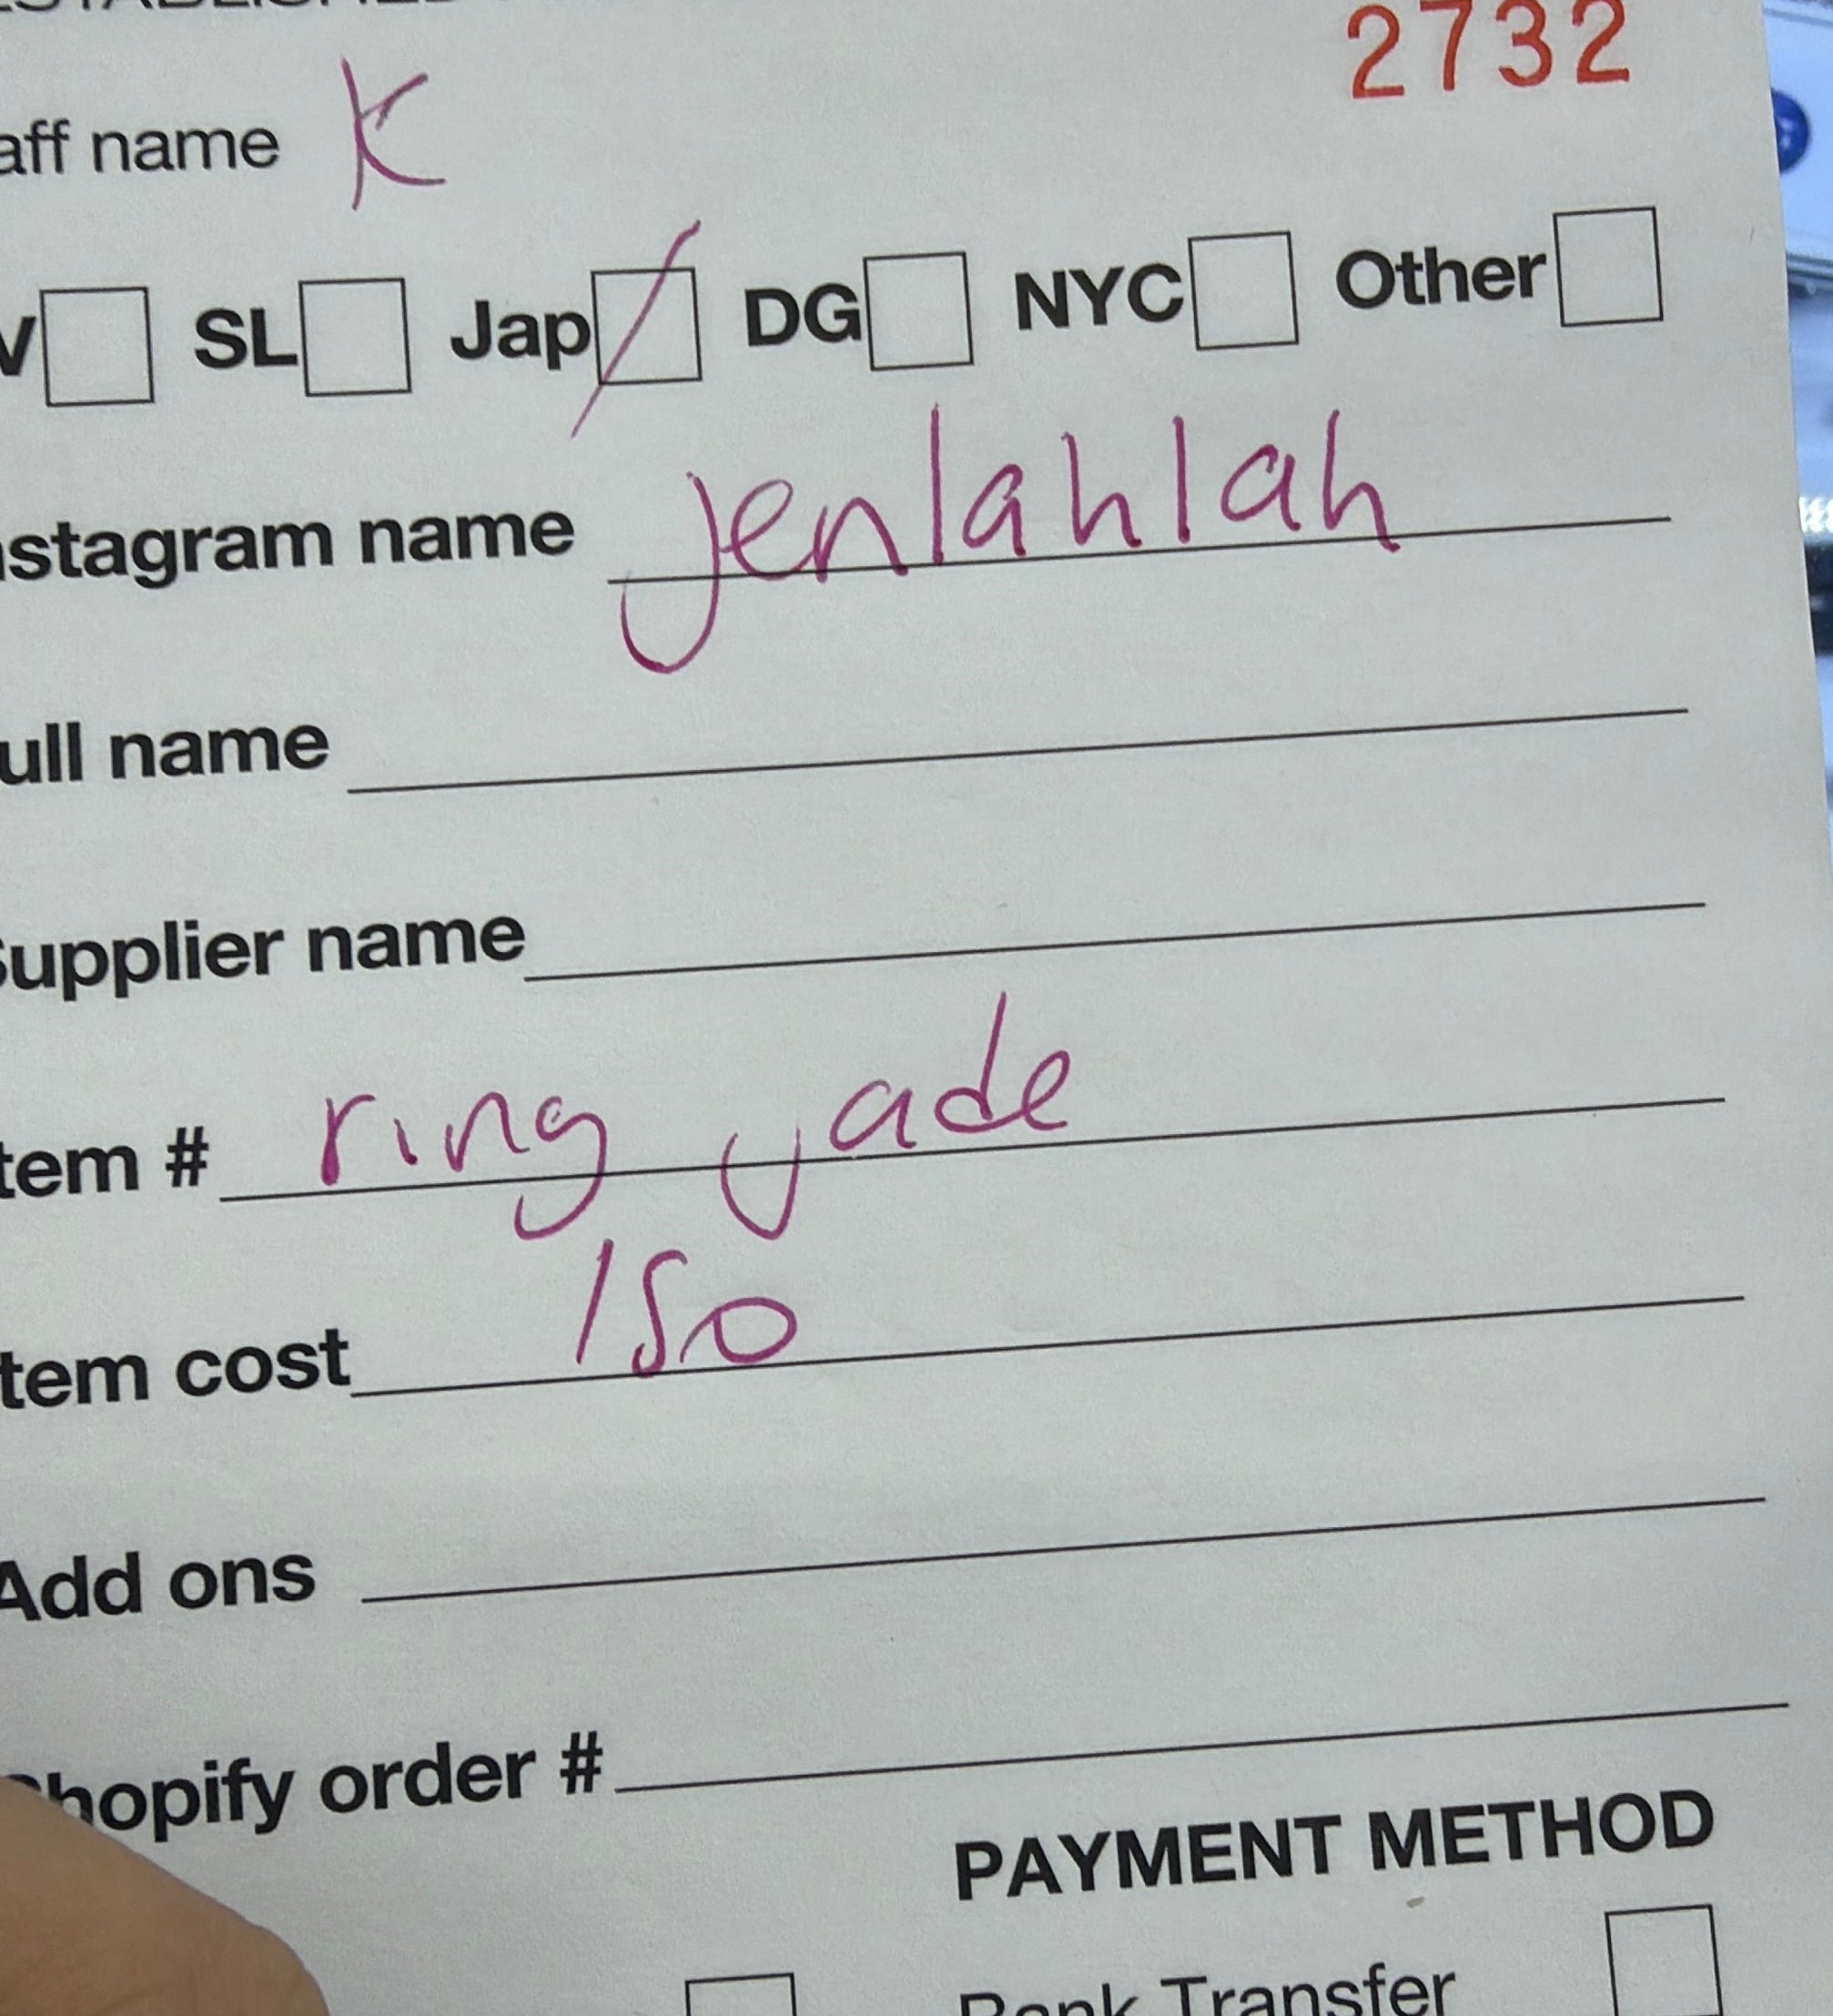 2732
aff name K
V SL Jap DG NYC Other
nstagram name jenlahlah
ull name
upplier name
tem # ring jade
tem cost 150
Add ons
hopify order #
PAYMENT METHOD
Bank Transfer